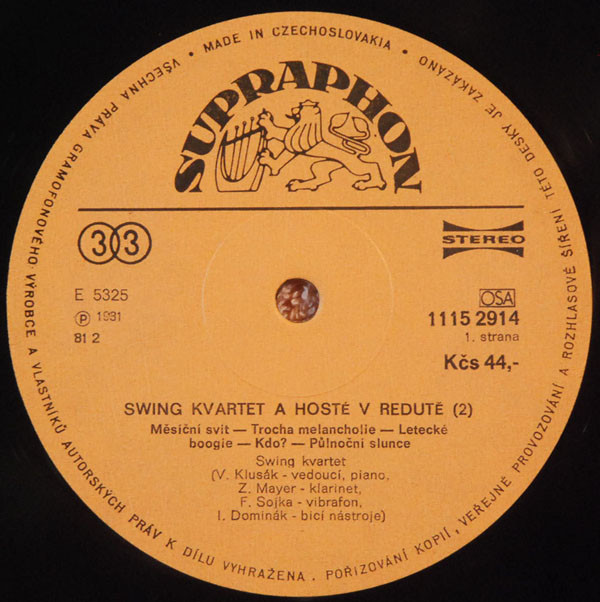 VŠECHNA PRÁVA GRAMOFONOVÉHO VÝROBCE A VLASTNÍKŮ AUTORSKÝCH PRÁV K DÍLU VYHRAŽENA. POŘIZOVÁNÍ KOPIÍ, VEŘEJNÉ PROVOZOVÁNÍ A ROZHLASOVÉ ŠÍŘENÍ TÉTO DESKY JE ZAKÁZÁNO
• MADE IN CZECHOSLOVAKIA •
SUPRAPHON
33
STEREO
E 5325
Ⓟ 1981
81 2
OSA
1115 2914
1. strana
Kčs 44,-
SWING KVARTET A HOSTÉ V REDUTĚ (2)
Měsíční svit — Trocha melancholie — Letecké
boogie — Kdo? — Půlnoční slunce
Swing kvartet
(V. Klusák - vedoucí, piano,
Z. Mayer - klarinet,
F. Sojka - vibrafon,
I. Dominák - bicí nástroje)